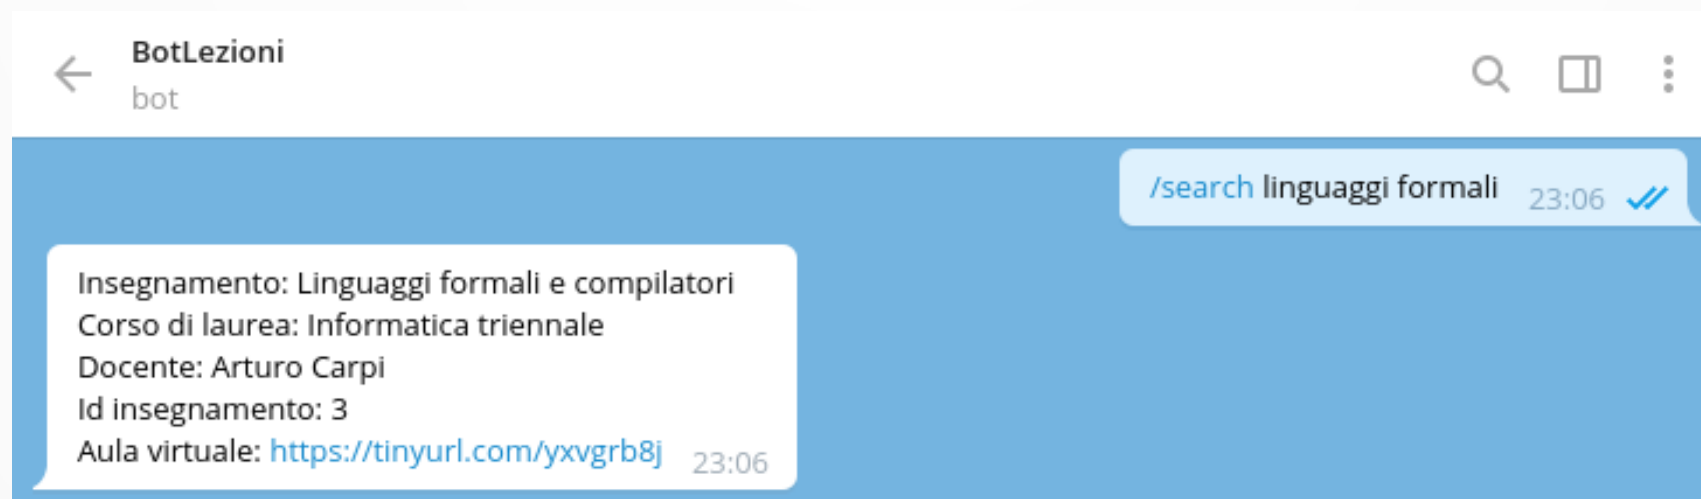 BotLezioni
bot
/search linguaggi formali 23:06
Insegnamento: Linguaggi formali e compilatori
Corso di laurea: Informatica triennale
Docente: Arturo Carpi
Id insegnamento: 3
Aula virtuale: https://tinyurl.com/yxvgrb8j 23:06